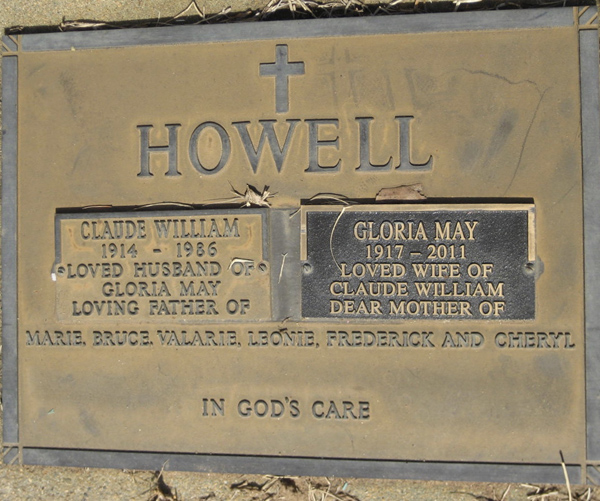 HOWELL
CLAUDE WILLIAM
1914 - 1986
LOVED HUSBAND OF
GLORIA MAY
LOVING FATHER OF
GLORIA MAY
1917 - 2011
LOVED WIFE OF
CLAUDE WILLIAM
DEAR MOTHER OF
MARIE, BRUCE, VALARIE, LEONIE, FREDERICK AND CHERYL
IN GOD'S CARE